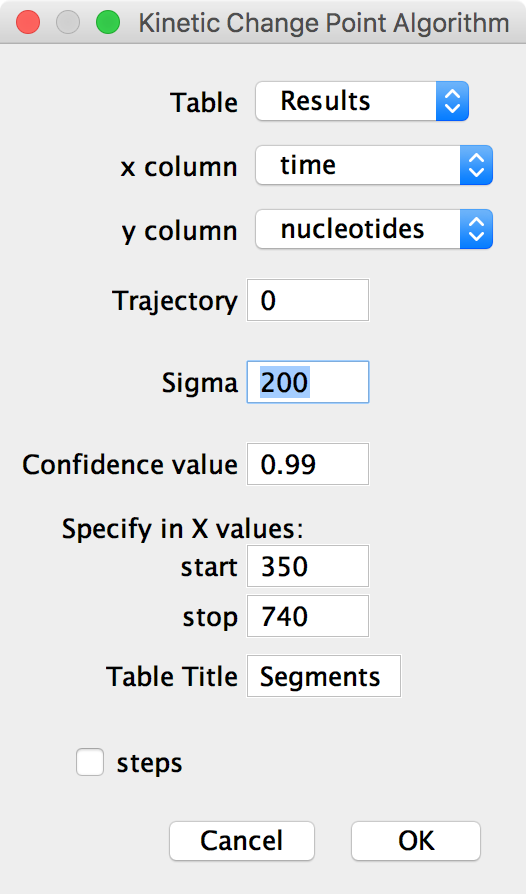 Kinetic Change Point Algorithm
Table Results
x column time
y column nucleotides
Trajectory 0
Sigma 200
Confidence value 0.99
Specify in X values:
start 350
stop 740
Table Title Segments
steps
Cancel OK